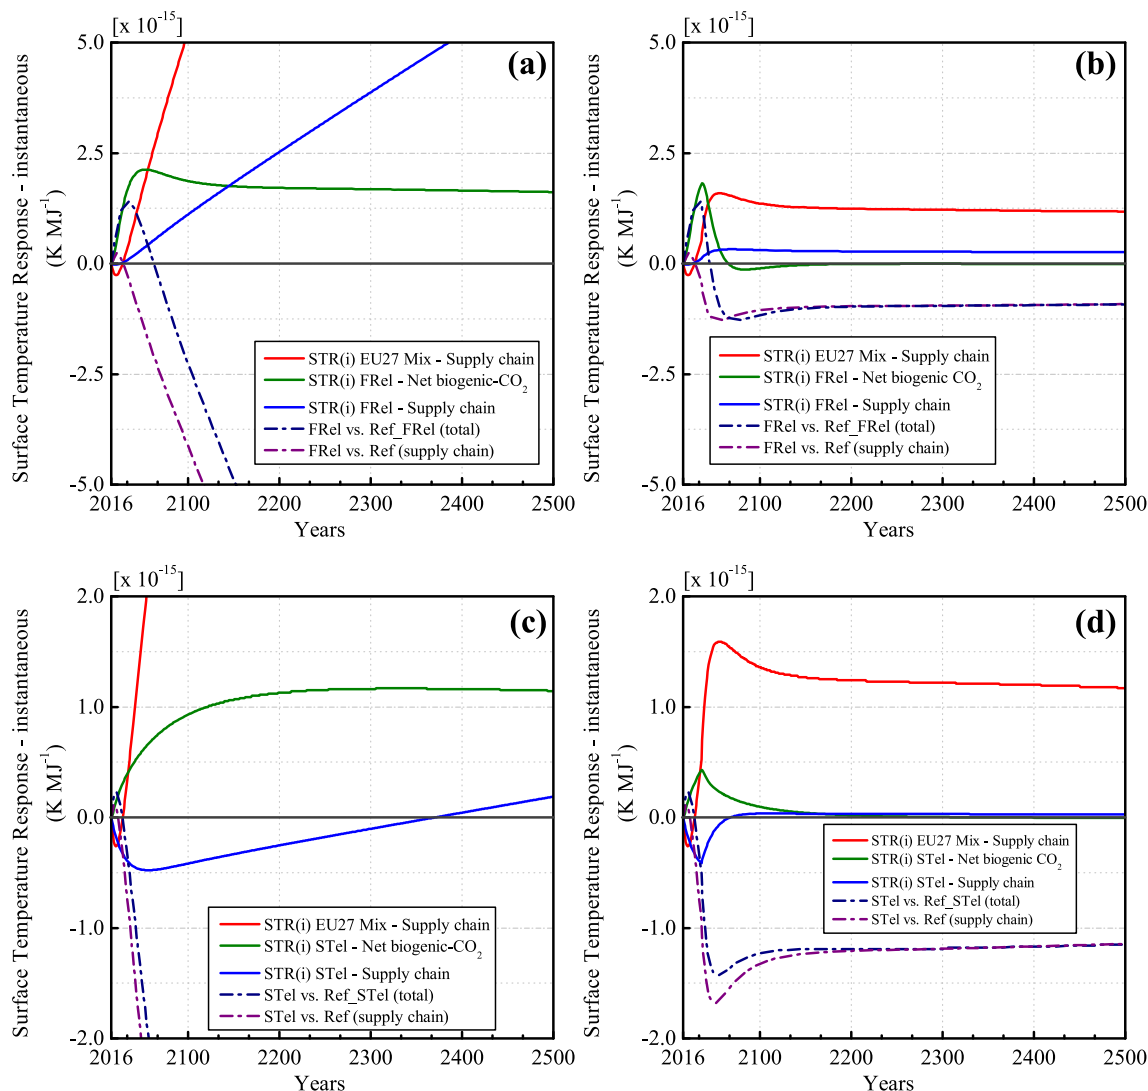 [x 10-15]
5.0
2.5
0.0
-2.5
-5.0
Surface Temperature Response - instantaneous
(K MJ-1)
(a)
STR(i) EU27 Mix - Supply chain
STR(i) FRel - Net biogenic-CO2
STR(i) FRel - Supply chain
FRel vs. Ref_FRel (total)
FRel vs. Ref (supply chain)
2016 2100 2200 2300 2400 2500
Years
[x 10-15]
5.0
2.5
0.0
-2.5
-5.0
Surface Temperature Response - instantaneous
(K MJ-1)
(b)
STR(i) EU27 Mix - Supply chain
STR(i) FRel - Net biogenic CO2
STR(i) FRel - Supply chain
FRel vs. Ref_FRel (total)
FRel vs. Ref (supply chain)
2016 2100 2200 2300 2400 2500
Years
[x 10-15]
2.0
1.0
0.0
-1.0
-2.0
Surface Temperature Response - instantaneous
(K MJ-1)
(c)
STR(i) EU27 Mix - Supply chain
STR(i) STel - Net biogenic-CO2
STR(i) STel - Supply chain
STel vs. Ref_STel (total)
STel vs. Ref (supply chain)
2016 2100 2200 2300 2400 2500
Years
[x 10-15]
2.0
1.0
0.0
-1.0
-2.0
Surface Temperature Response - instantaneous
(K MJ-1)
(d)
STR(i) EU27 Mix - Supply chain
STR(i) STel - Net biogenic CO2
STR(i) STel - Supply chain
STel vs. Ref_STel (total)
STel vs. Ref (supply chain)
2016 2100 2200 2300 2400 2500
Years